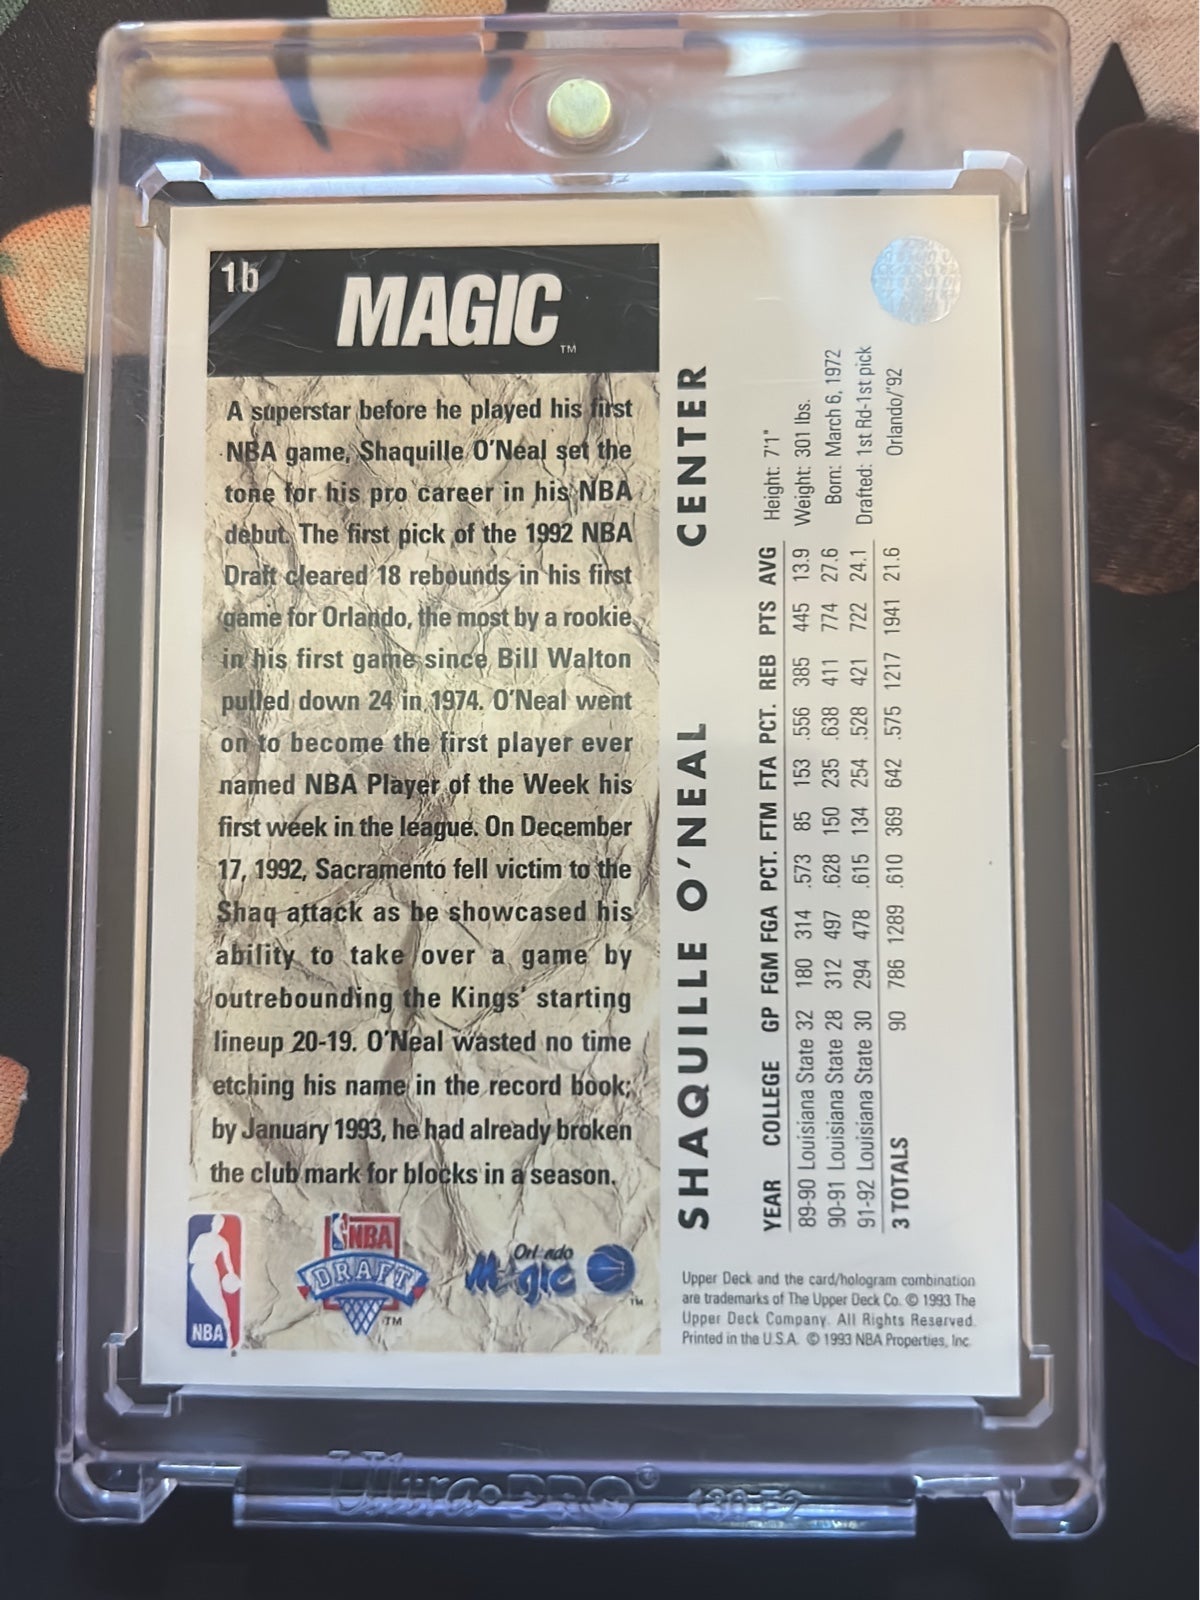 1b
MAGIC
TM
A superstar before he played his first
NBA game, Shaquille O'Neal set the
tone for his pro career in his NBA
debut. The first pick of the 1992 NBA
Draft cleared 18 rebounds in his first
game for Orlando, the most by a rookie
in his first game since Bill Walton
pulled down 24 in 1974. O'Neal went
on to become the first player ever
named NBA Player of the Week his
first week in the league. On December
17, 1992, Sacramento fell victim to the
Shaq attack as he showcased his
ability to take over a game by
outrebounding the Kings' starting
lineup 20-19. O'Neal wasted no time
etching his name in the record book;
by January 1993, he had already broken
the club mark for blocks in a season.
NBA
NBA
DRAFT
TM
Orlando
Magic
TM
SHAQUILLE O'NEAL CENTER
Height: 7'1"
Weight: 301 lbs.
Born: March 6, 1972
Drafted: 1st Rd-1st pick
Orlando/'92
YEAR COLLEGE GP FGM FGA PCT. FTM FTA PCT. REB PTS AVG
89-90 Louisiana State 32 180 314 .573 85 153 .556 385 445 13.9
90-91 Louisiana State 28 312 497 .628 150 235 .638 411 774 27.6
91-92 Louisiana State 30 294 478 .615 134 254 .528 421 722 24.1
3 TOTALS 90 786 1289 .610 369 642 .575 1217 1941 21.6
Upper Deck and the card/hologram combination
are trademarks of The Upper Deck Co. © 1993 The
Upper Deck Company. All Rights Reserved.
Printed in the U.S.A. © 1993 NBA Properties, Inc.
Ultra•PRO®